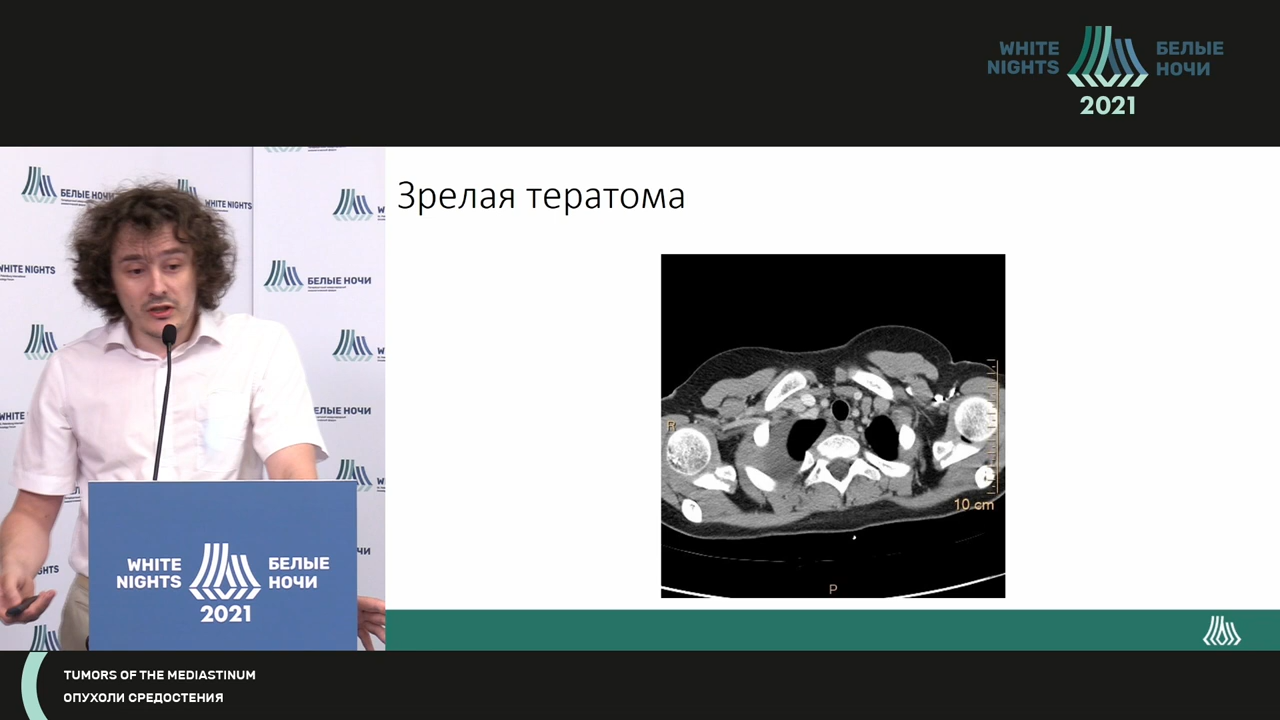 WHITE
NIGHTS
БЕЛЫЕ
НОЧИ
2021
Зрелая тератома
R
10 cm
P
БЕЛЫЕ НОЧИ
WHITE NIGHTS
WHITE NIGHTS
БЕЛЫЕ НОЧИ
БЕЛЫЕ НОЧИ
WHITE
NIGHTS
БЕЛЫЕ
НОЧИ
2021
TUMORS OF THE MEDIASTINUM
ОПУХОЛИ СРЕДОСТЕНИЯ